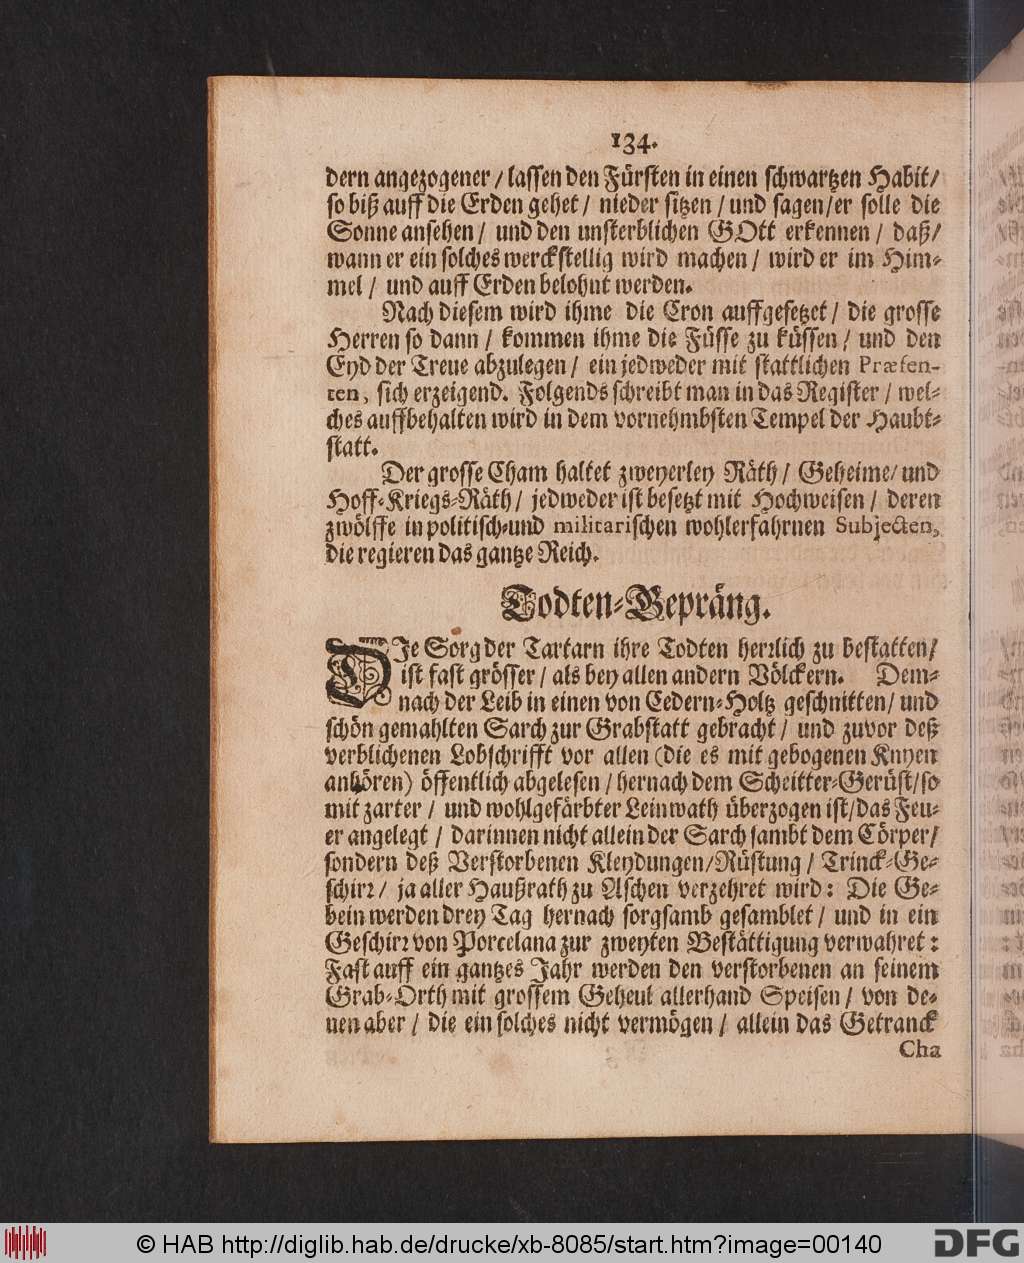 134.
dern angezogener / lassen den Fürsten in einen schwartzen Habit /
so biß auff die Erden gehet / nieder sitzen / und sagen / er solle die
Sonne ansehen / und den unsterblichen GOtt erkennen / daß /
wann er ein solches werckstellig wird machen / wird er im Him-
mel / und auff Erden belohnt werden.
Nach diesem wird ihme die Cron auffgesetzet / die grosse
Herren so dann / kommen ihme die Füsse zu küssen / und den
Eyd der Treue abzulegen / ein jedweder mit stattlichen Præsen-
ten, sich erzeigend. Folgends schreibt man in das Register / wel-
ches auffbehalten wird in dem vornehmbsten Tempel der Haubt-
statt.
Der grosse Cham haltet zweyerley Räth / Geheime / und
Hoff-Kriegs-Räth / jedweder ist besetzt mit Hochweisen / deren
zwölffe in politisch-und militarischen wohlerfahrnen Subjecten,
die regieren das gantze Reich.
Todten-Gepräng.
DIe Sorg der Tartarn ihre Todten herrlich zu bestatten /
ist fast grösser / als bey allen andern Völckern. Dem-
nach der Leib in einen von Cedern-Holtz geschnitten / und
schön gemahlten Sarch zur Grabstatt gebracht / und zuvor deß
verblichenen Lobschrifft vor allen (die es mit gebogenen Knyen
anhören) öffentlich abgelesen / hernach dem Scheitter-Gerüst / so
mit zarter / und wohlgefärbter Leinwath überzogen ist / das Feu-
er angelegt / darinnen nicht allein der Sarch sambt dem Cörper /
sondern deß Verstorbenen Kleydungen / Rüstung / Trinck-Ge-
schirr / ja aller Haußrath zu Aschen verzehret wird: Die Ge-
bein werden drey Tag hernach sorgsamb gesamblet / und in ein
Geschirr von Porcelana zur zweyten Bestättigung verwahret:
Fast auff ein gantzes Jahr werden den verstorbenen an seinem
Grab-Orth mit grossem Geheul allerhand Speisen / von de-
nen aber / die ein solches nicht vermögen / allein das Getranck
Cha
© HAB http://diglib.hab.de/drucke/xb-8085/start.htm?image=00140
DFG